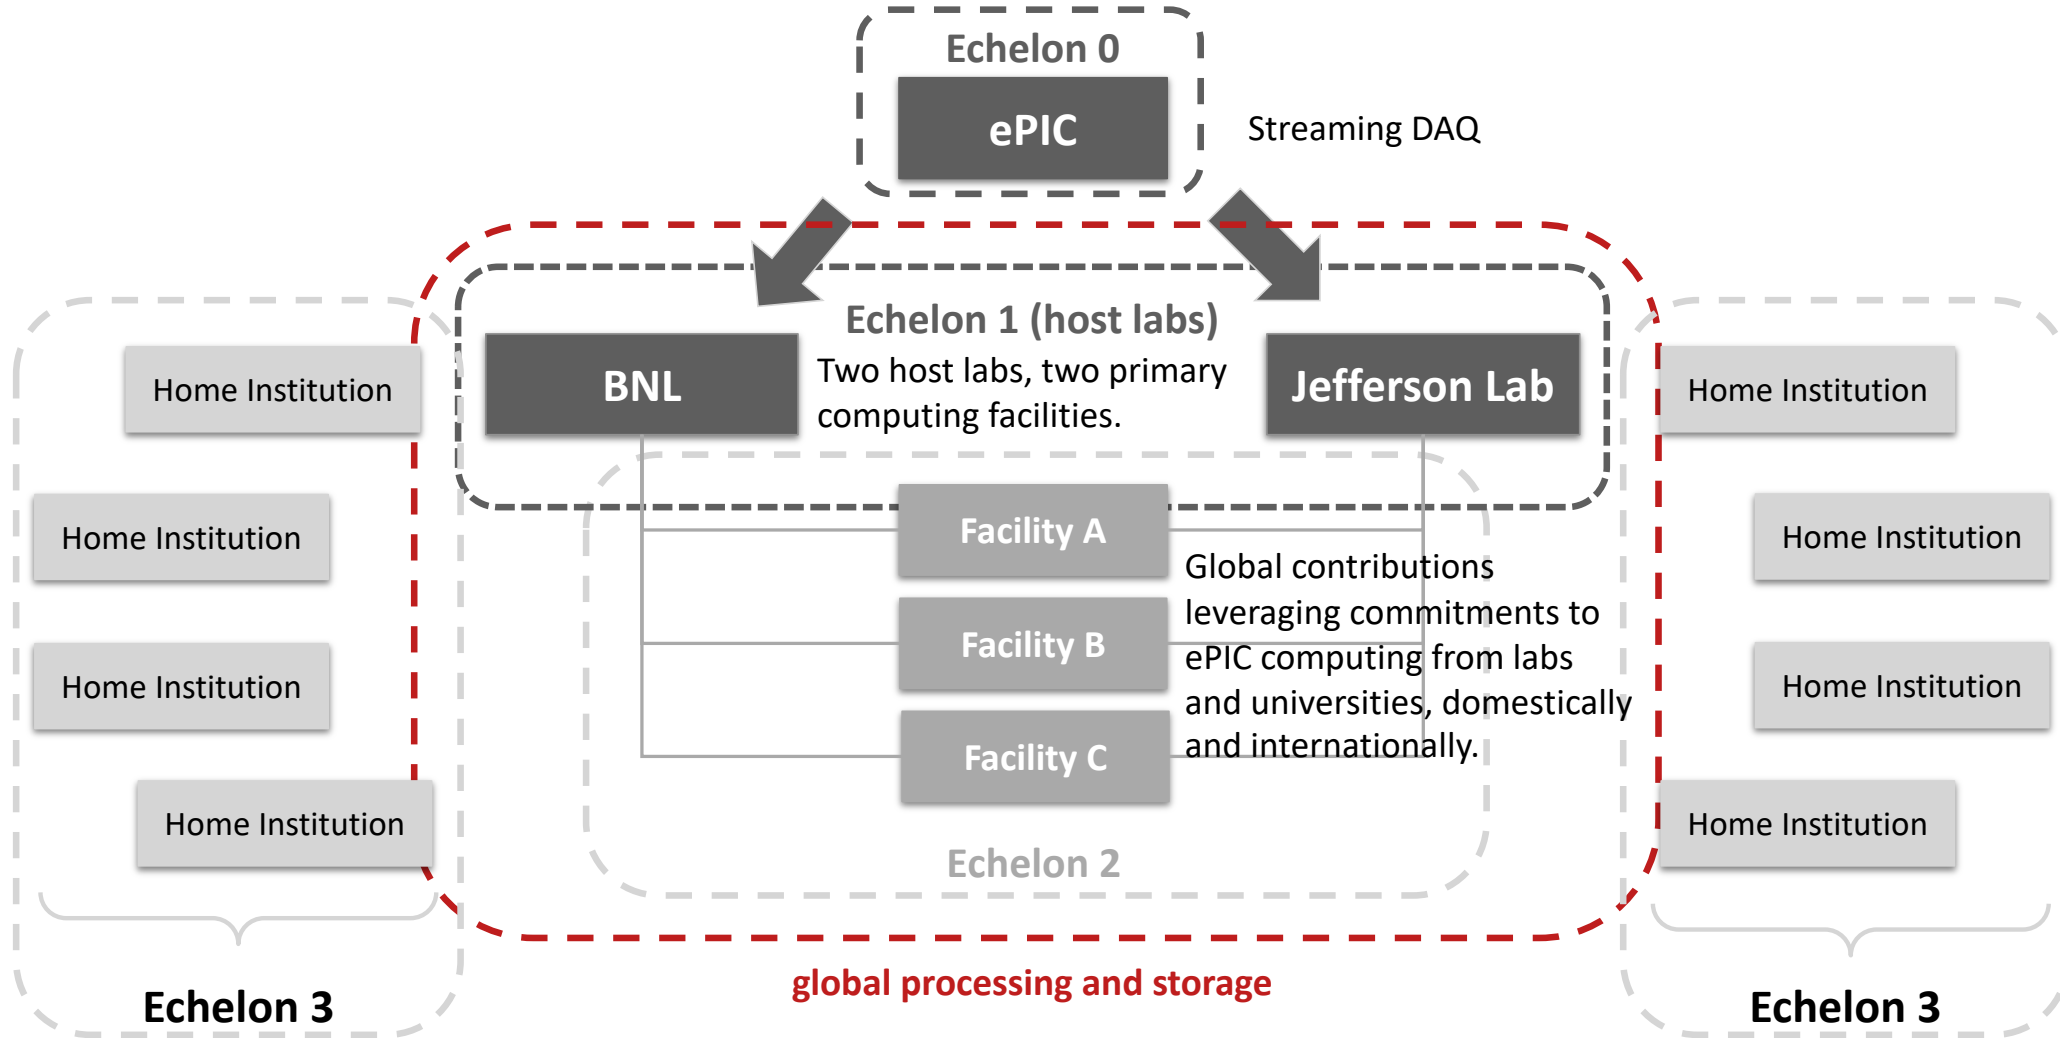 Echelon 0
ePIC
Streaming DAQ
Echelon 1 (host labs)
BNL
Two host labs, two primary
computing facilities.
Jefferson Lab
Home Institution
Home Institution
Home Institution
Home Institution
Echelon 3
Facility A
Facility B
Facility C
Global contributions
leveraging commitments to
ePIC computing from labs
and universities, domestically
and internationally.
Echelon 2
global processing and storage
Home Institution
Home Institution
Home Institution
Home Institution
Echelon 3